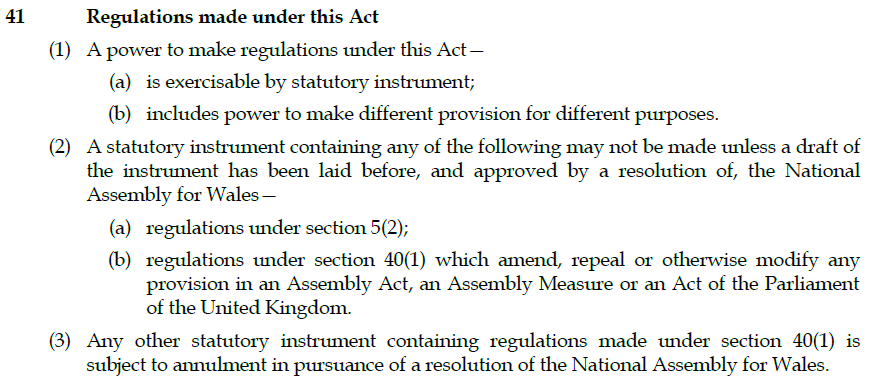 41 Regulations made under this Act
(1) A power to make regulations under this Act—
(a) is exercisable by statutory instrument;
(b) includes power to make different provision for different purposes.
(2) A statutory instrument containing any of the following may not be made unless a draft of
the instrument has been laid before, and approved by a resolution of, the National
Assembly for Wales—
(a) regulations under section 5(2);
(b) regulations under section 40(1) which amend, repeal or otherwise modify any
provision in an Assembly Act, an Assembly Measure or an Act of the Parliament
of the United Kingdom.
(3) Any other statutory instrument containing regulations made under section 40(1) is
subject to annulment in pursuance of a resolution of the National Assembly for Wales.